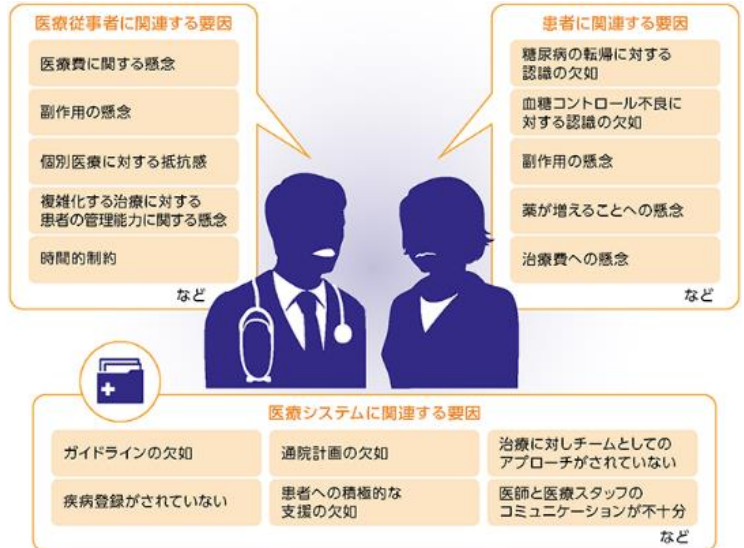 医療従事者に関連する要因
医療費に関する懸念
副作用の懸念
個別医療に対する抵抗感
複雑化する治療に対する
患者の管理能力に関する懸念
時間的制約
など
患者に関連する要因
糖尿病の転帰に対する
認識の欠如
血糖コントロール不良に
対する認識の欠如
副作用の懸念
薬が増えることへの懸念
治療費への懸念
など
医療システムに関連する要因
ガイドラインの欠如
通院計画の欠如
治療に対しチームとしての
アプローチがされていない
疾病登録がされていない
患者への積極的な
支援の欠如
医師と医療スタッフの
コミュニケーションが不十分
など